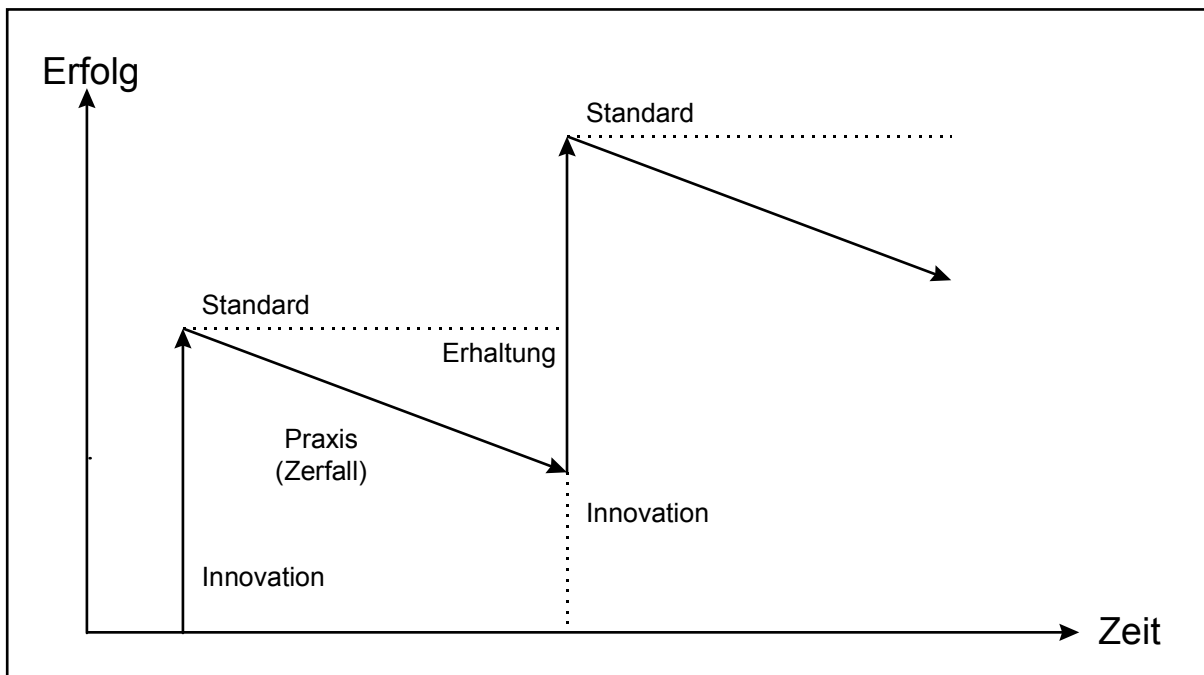 Erfolg
Standard
Standard
Erhaltung
Praxis
(Zerfall)
Innovation
Innovation
Zeit